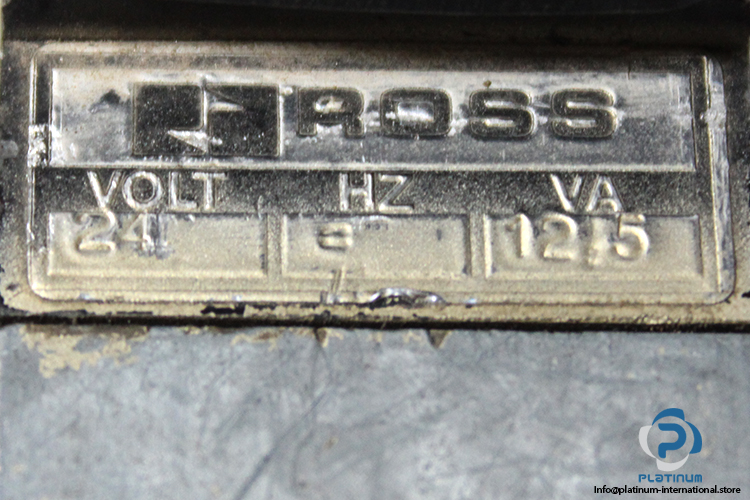 ROSS
VOLT HZ VA
24 = 12,5
PLATINUM
Info@platinum-international.store